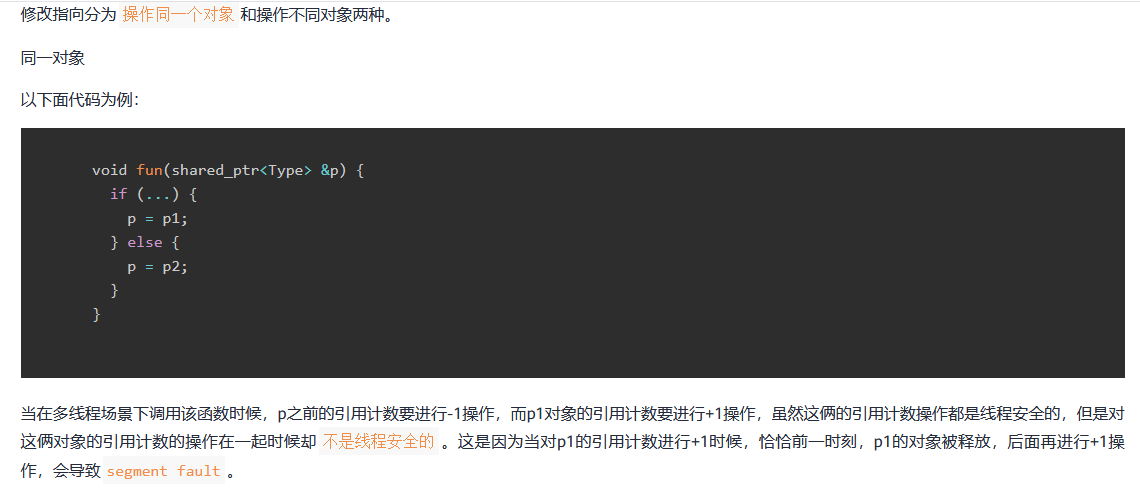 修改指向分为 操作同一个对象 和操作不同对象两种。
同一对象
以下面代码为例：
void fun(shared_ptr<Type> &p) {
  if (...) {
    p = p1;
  } else {
    p = p2;
  }
}
当在多线程场景下调用该函数时候，p之前的引用计数要进行-1操作，而p1对象的引用计数要进行+1操作，虽然这俩的引用计数操作都是线程安全的，但是对
这俩对象的引用计数的操作在一起时候却 不是线程安全的 。这是因为当对p1的引用计数进行+1时候，恰恰前一时刻，p1的对象被释放，后面再进行+1操
作，会导致 segment fault 。